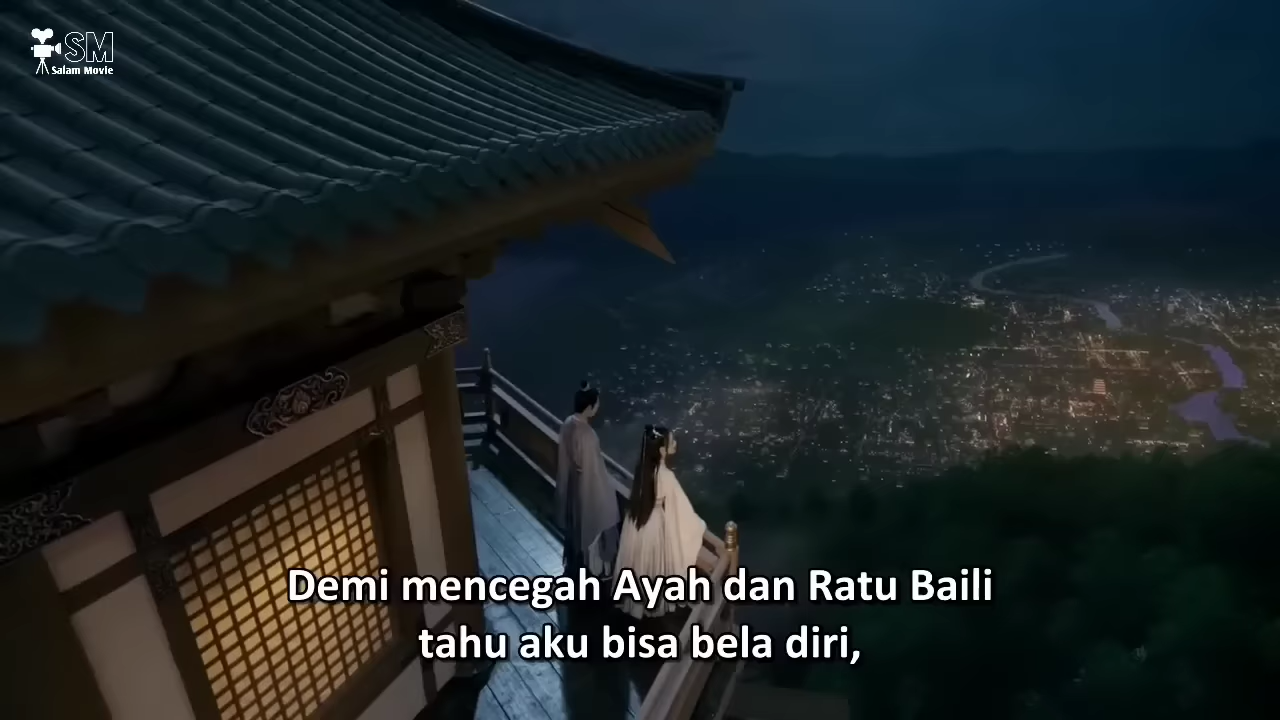 SM
Salam Movie
Demi mencegah Ayah dan Ratu Baili
tahu aku bisa bela diri,